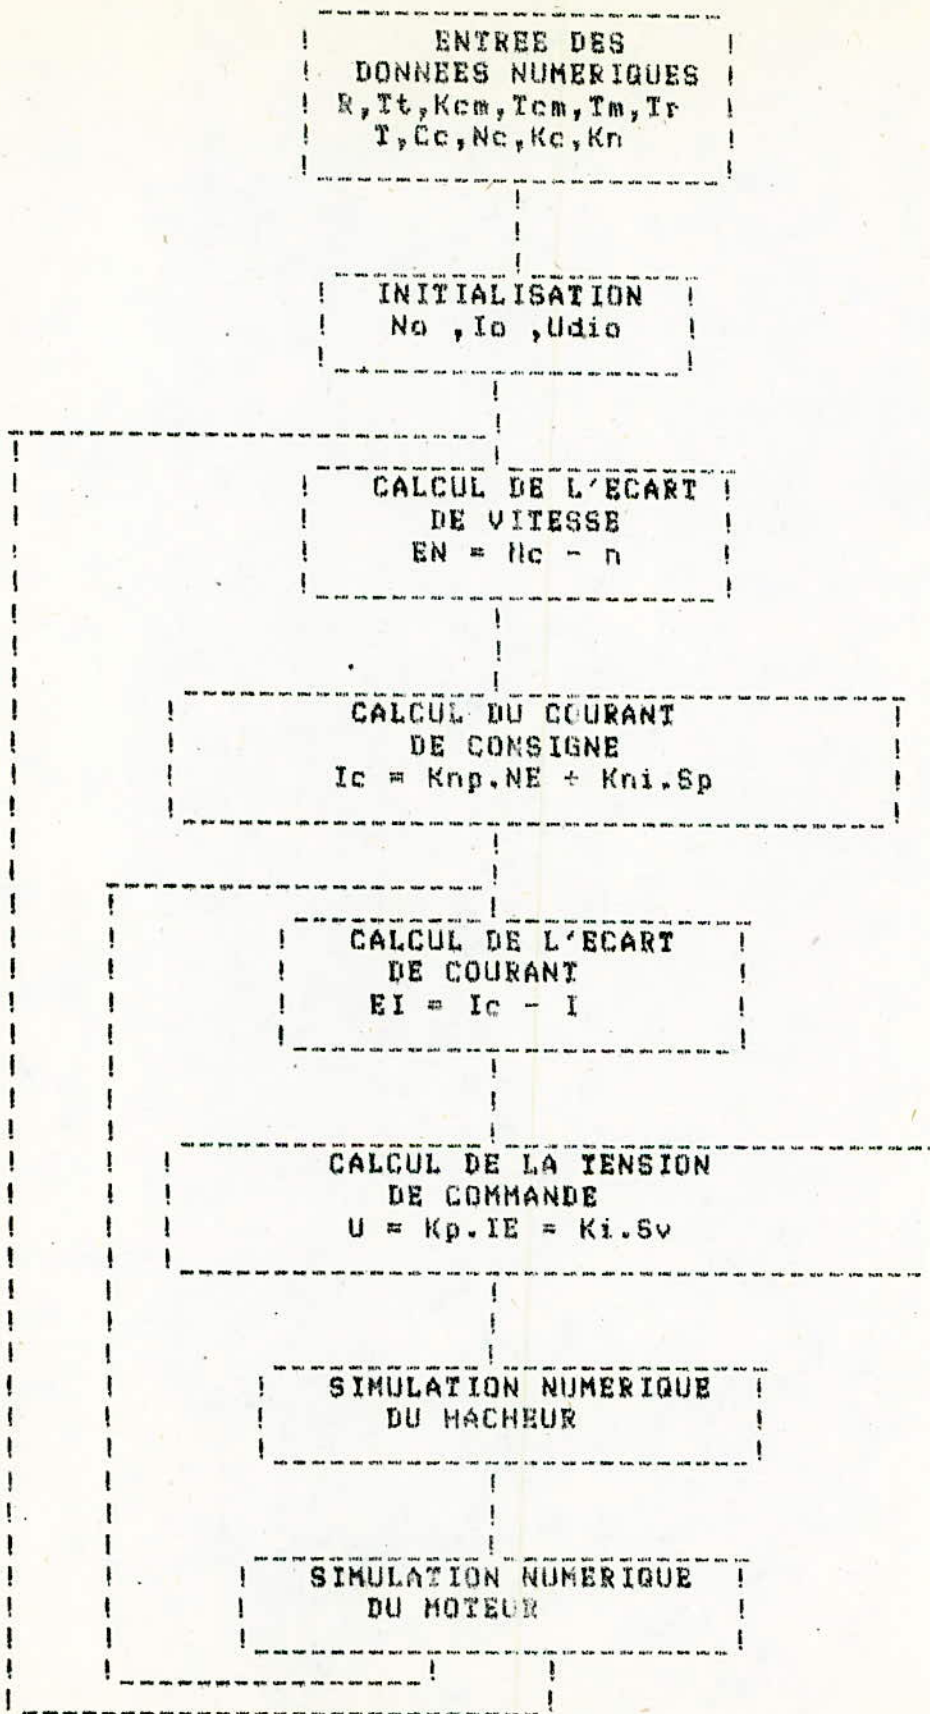 ENTREE DES
DONNEES NUMERIQUES
R,Tt,Kcm,Tcm,Tm,Tr
T,Cc,Nc,Kc,Kn
INITIALISATION
No ,Io ,Udio
CALCUL DE L'ECART
DE VITESSE
EN = Nc - n
CALCUL DU COURANT
DE CONSIGNE
Ic = Knp.NE + Kni.Sp
CALCUL DE L'ECART
DE COURANT
EI = Ic - I
CALCUL DE LA TENSION
DE COMMANDE
U = Kp.IE = Ki.Sv
SIMULATION NUMERIQUE
DU HACHEUR
SIMULATION NUMERIQUE
DU MOTEUR